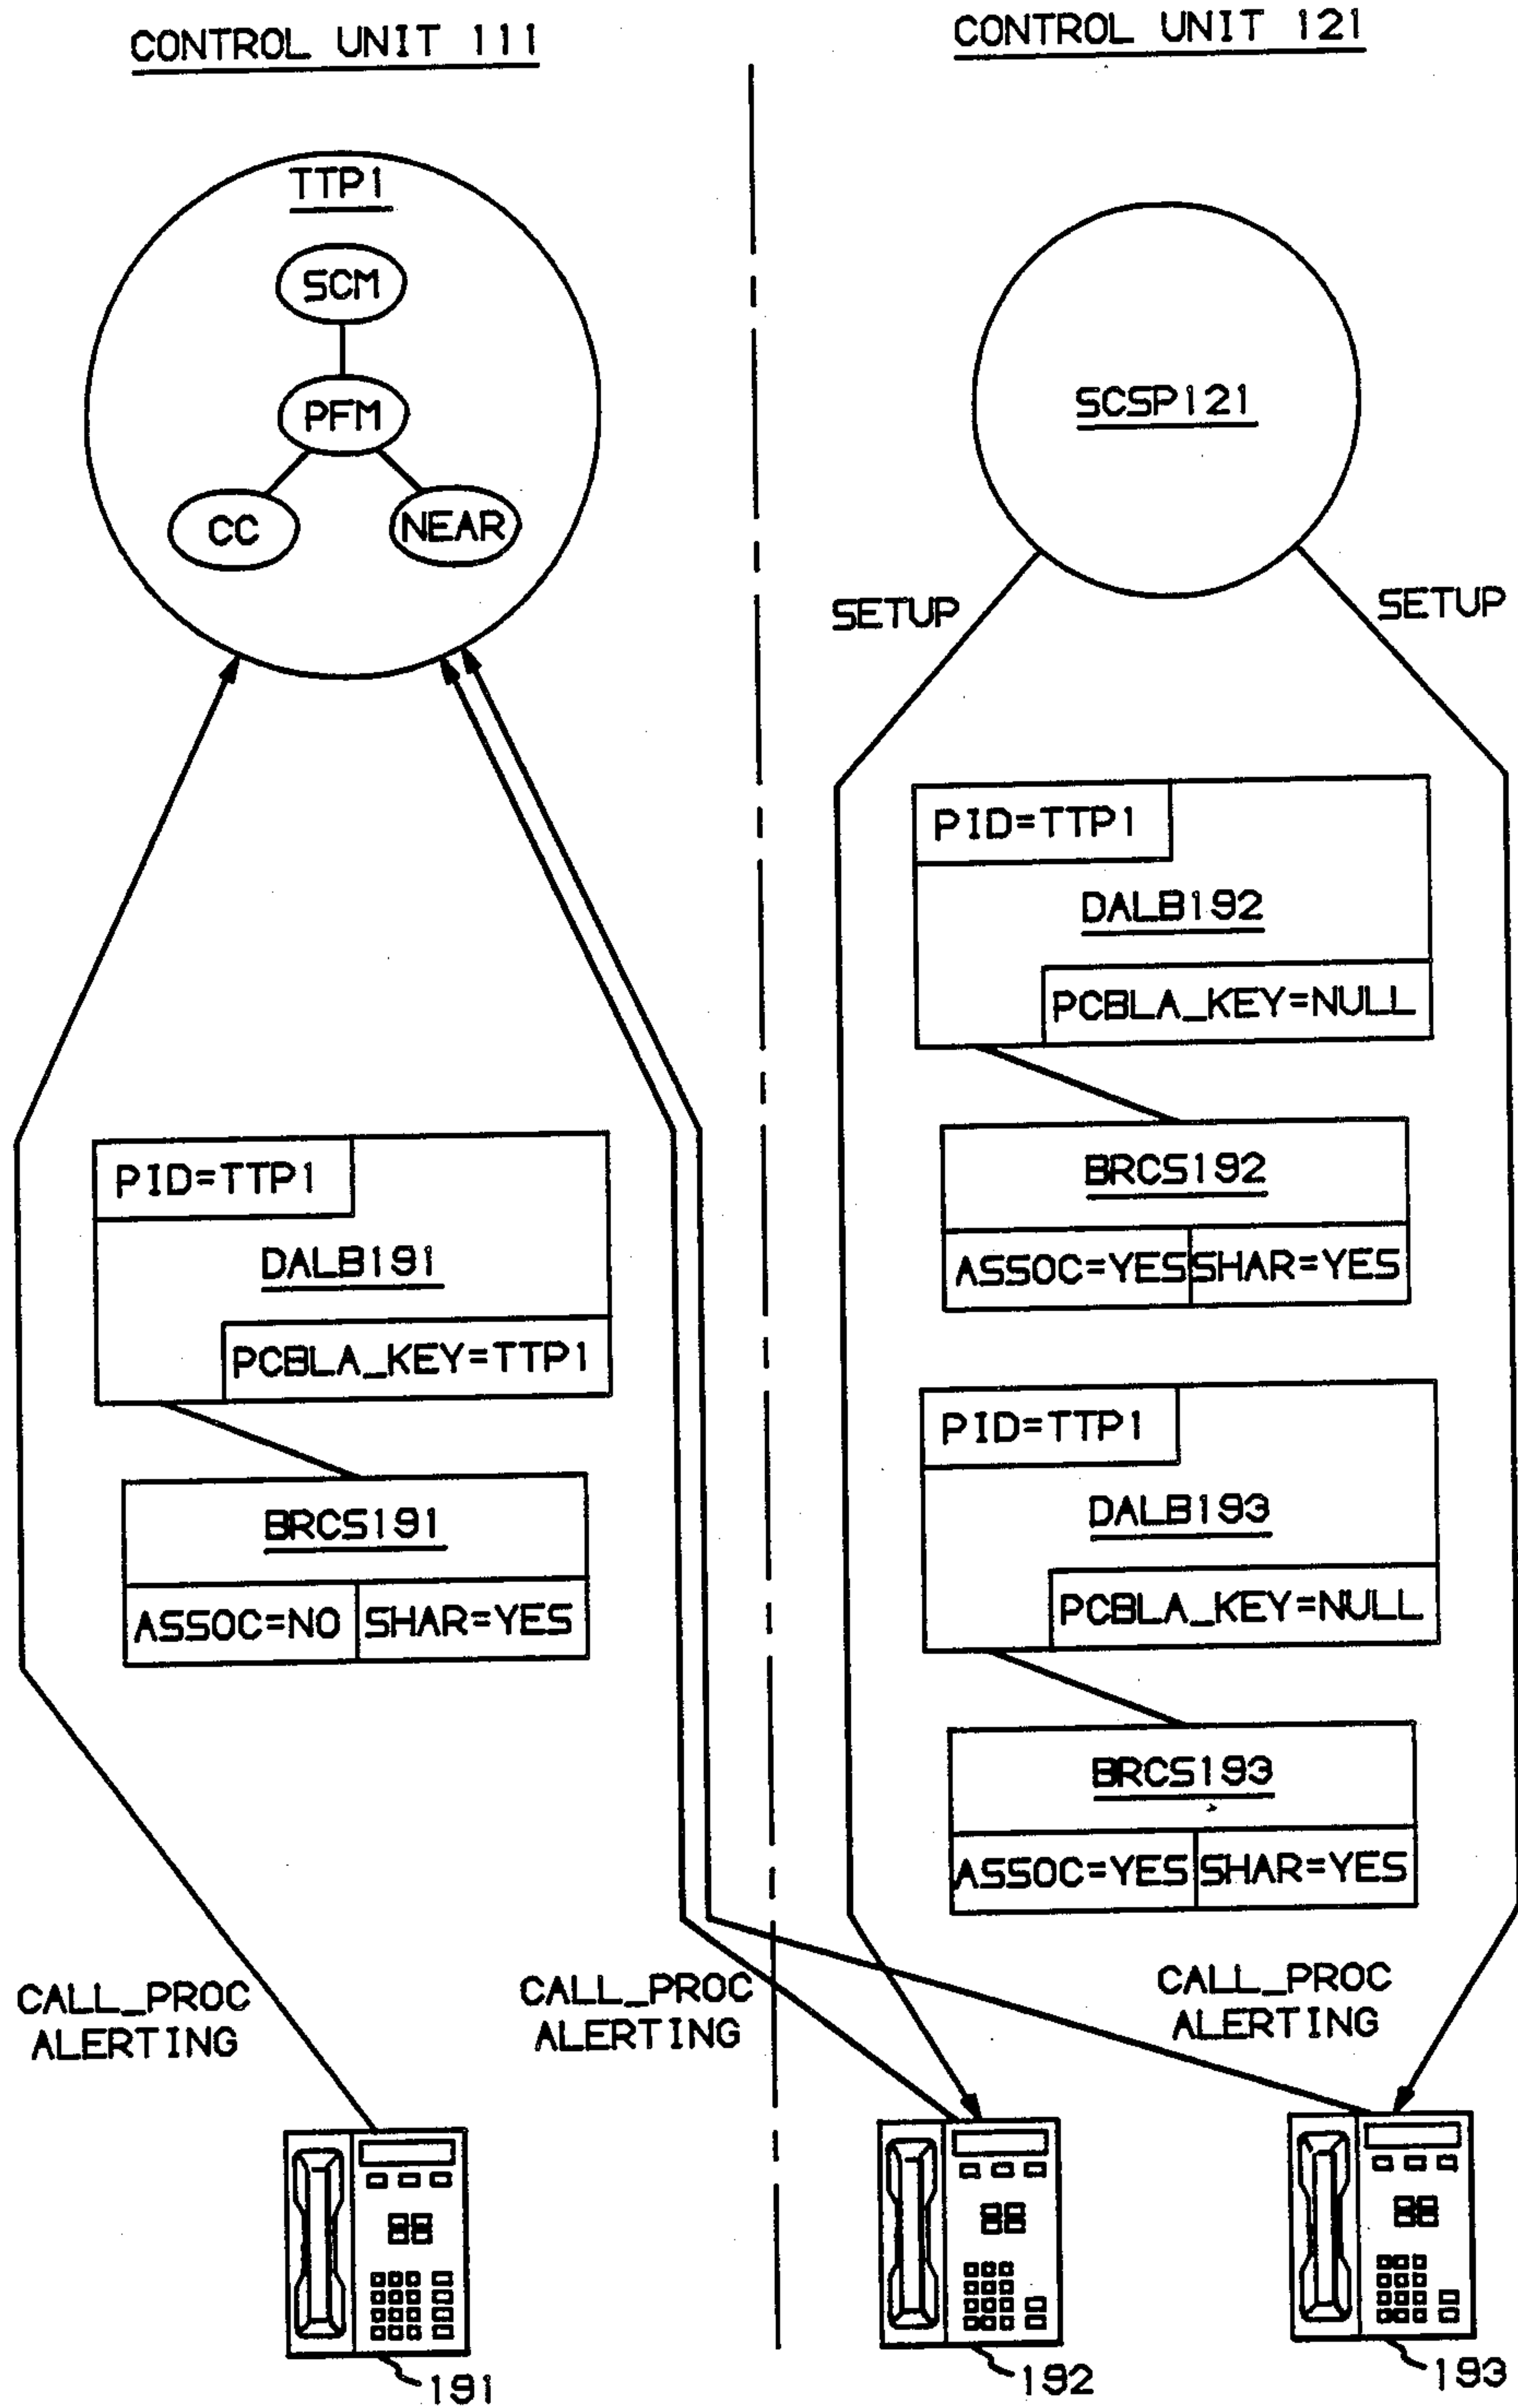 CONTROL UNIT 111
CONTROL UNIT 121
TTP1
SCM
PFM
CC
NEAR
SCSP121
SETUP
SETUP
PID=TTP1
DALB192
PCBLA_KEY=NULL
BRCS192
ASSOC=YES
SHAR=YES
PID=TTP1
DALB191
PCBLA_KEY=TTP1
BRCS191
ASSOC=NO
SHAR=YES
PID=TTP1
DALB193
PCBLA_KEY=NULL
BRCS193
ASSOC=YES
SHAR=YES
CALL_PROC
ALERTING
CALL_PROC
ALERTING
CALL_PROC
ALERTING
191
192
193